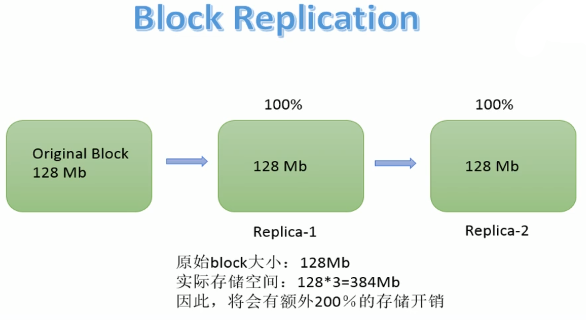 Block Replication
100%
100%
Original Block
128 Mb
128 Mb
128 Mb
Replica-1
Replica-2
原始block大小：128Mb
实际存储空间：128*3=384Mb
因此，将会有额外200%的存储开销